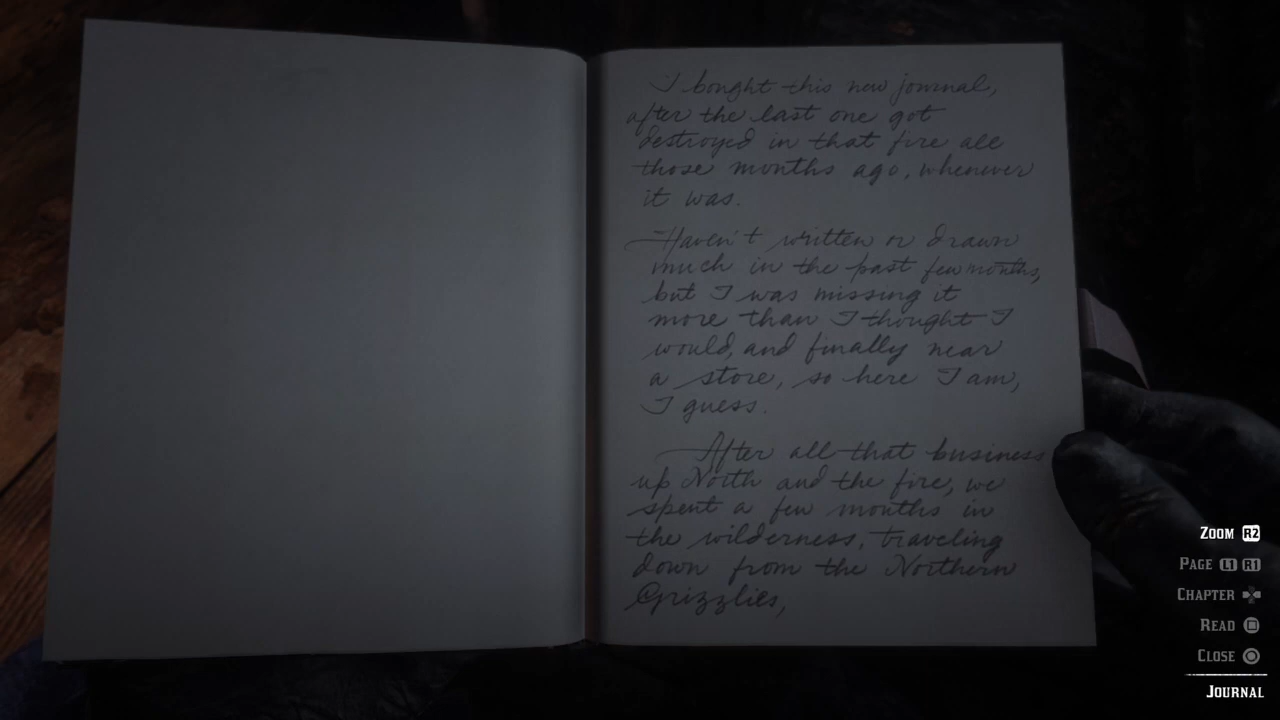 I bought this new journal,
after the last one got
destroyed in that fire all
those months ago, whenever
it was.
Haven't written or drawn
much in the past few months,
but I was missing it
more than I thought I
would, and finally near
a store, so here I am,
I guess.
After all that business
up North and the fire, we
spent a few months in
the wilderness, traveling
down from the Northern
Grizzlies,
ZOOM R2
PAGE L1 R1
CHAPTER
READ
CLOSE
JOURNAL